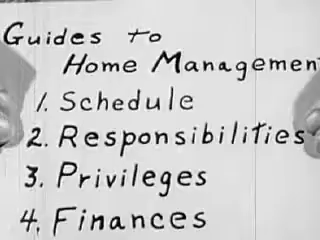 Guides to
Home Managemen
1. Schedule
2. Responsibilities
3. Privileges
4. Finances